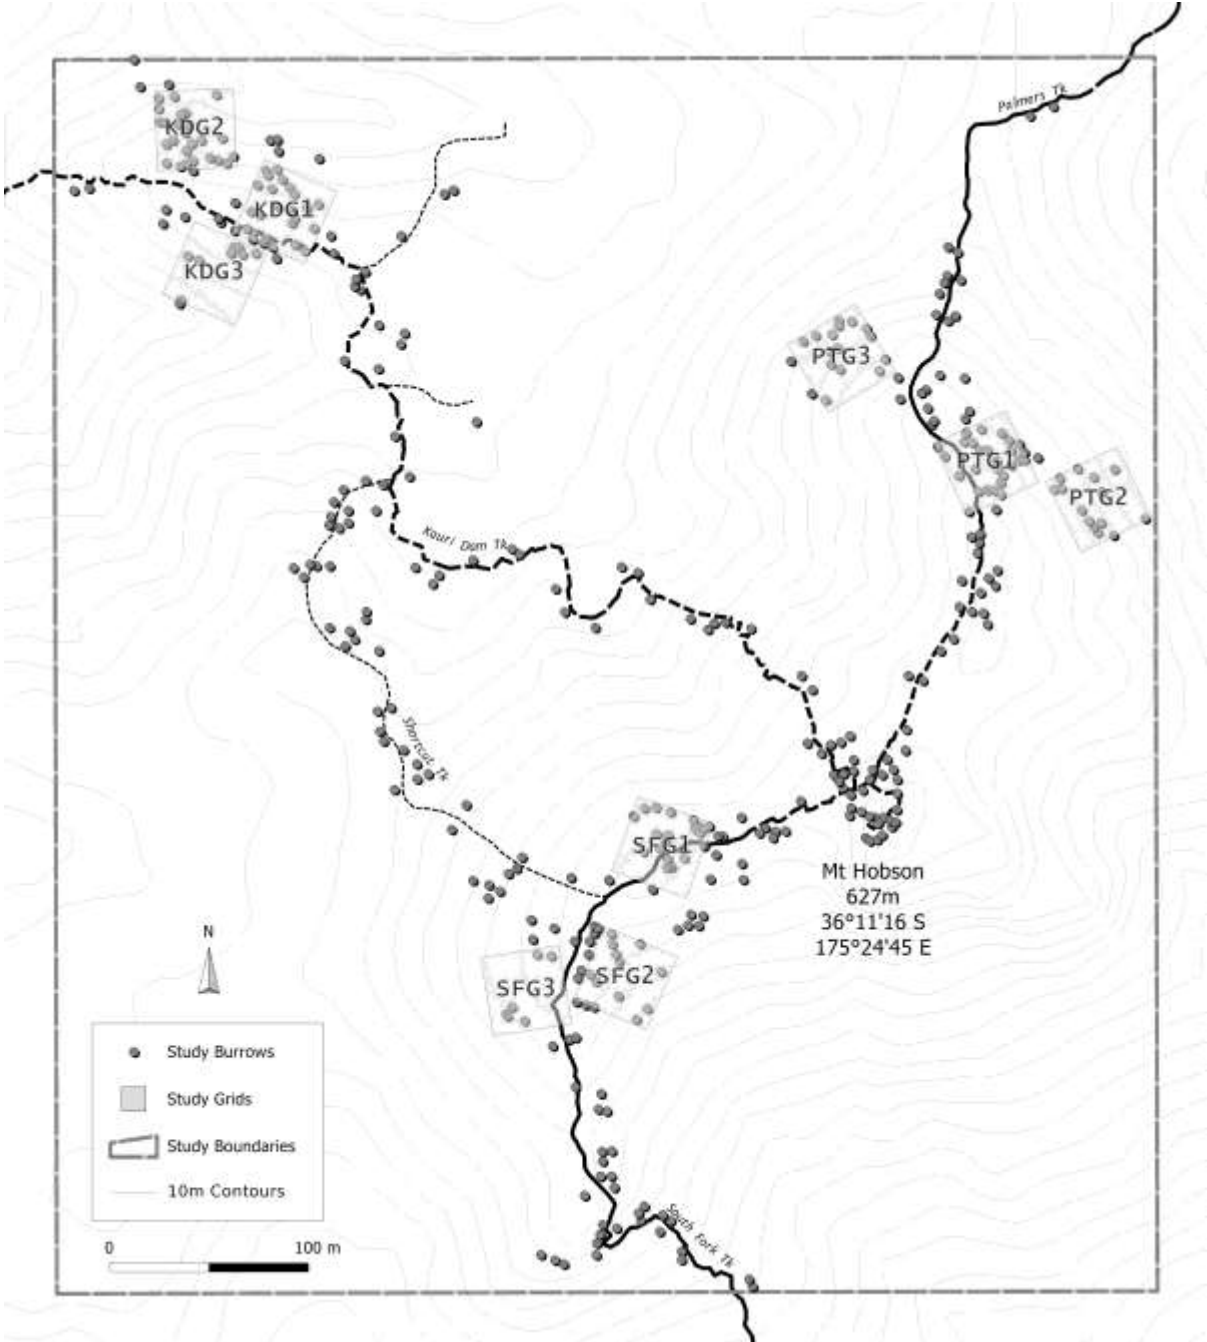 Palmers Tk
KDG2
KDG1
KDG3
PTG3
PTG1
PTG2
Kauri Dam Tk
Shortcut Tk
SFG1
Mt Hobson
627m
36°11'16 S
175°24'45 E
N
SFG2
SFG3
Study Burrows
Study Grids
Study Boundaries
10m Contours
South Fork Tk
0 100 m